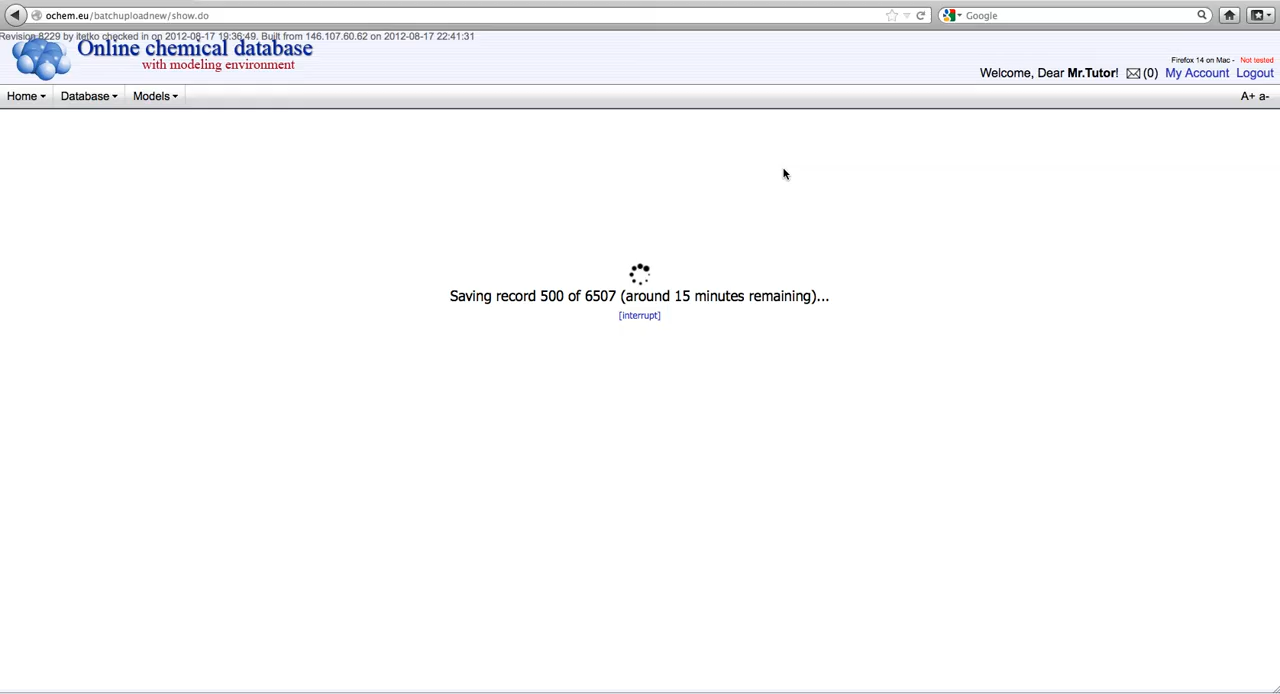 ochem.eu/batchuploadnew/show.do
Google
Revision 8229 by itetko checked in on 2012-08-17 19:36:49. Built from 146.107.60.62 on 2012-08-17 22:41:31
Online chemical database
with modeling environment
Firefox 14 on Mac - Not tested
Welcome, Dear Mr.Tutor! (0) My Account Logout
Home Database Models A+ a-
Saving record 500 of 6507 (around 15 minutes remaining)...
[interrupt]